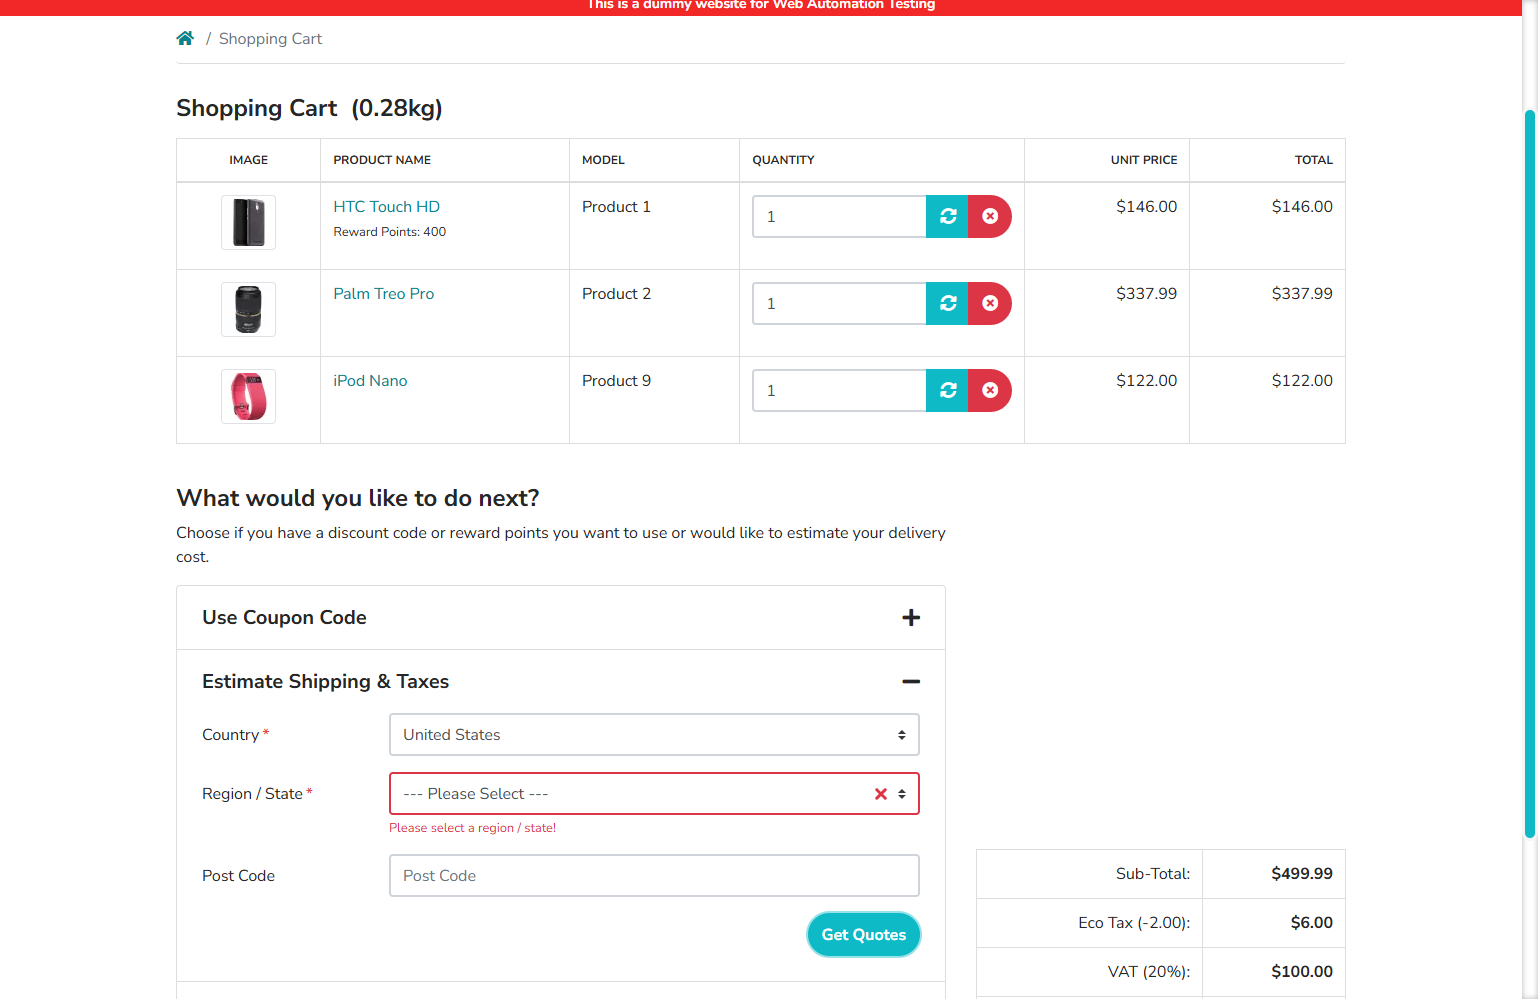 This is a dummy website for Web Automation Testing
/ Shopping Cart
Shopping Cart (0.28kg)
IMAGE PRODUCT NAME MODEL QUANTITY UNIT PRICE TOTAL
HTC Touch HD Product 1 1 $146.00 $146.00
Reward Points: 400
Palm Treo Pro Product 2 1 $337.99 $337.99
iPod Nano Product 9 1 $122.00 $122.00
What would you like to do next?
Choose if you have a discount code or reward points you want to use or would like to estimate your delivery
cost.
Use Coupon Code
Estimate Shipping & Taxes
Country * United States
Region / State * --- Please Select ---
Please select a region / state!
Post Code Post Code
Get Quotes
Sub-Total: $499.99
Eco Tax (-2.00): $6.00
VAT (20%): $100.00